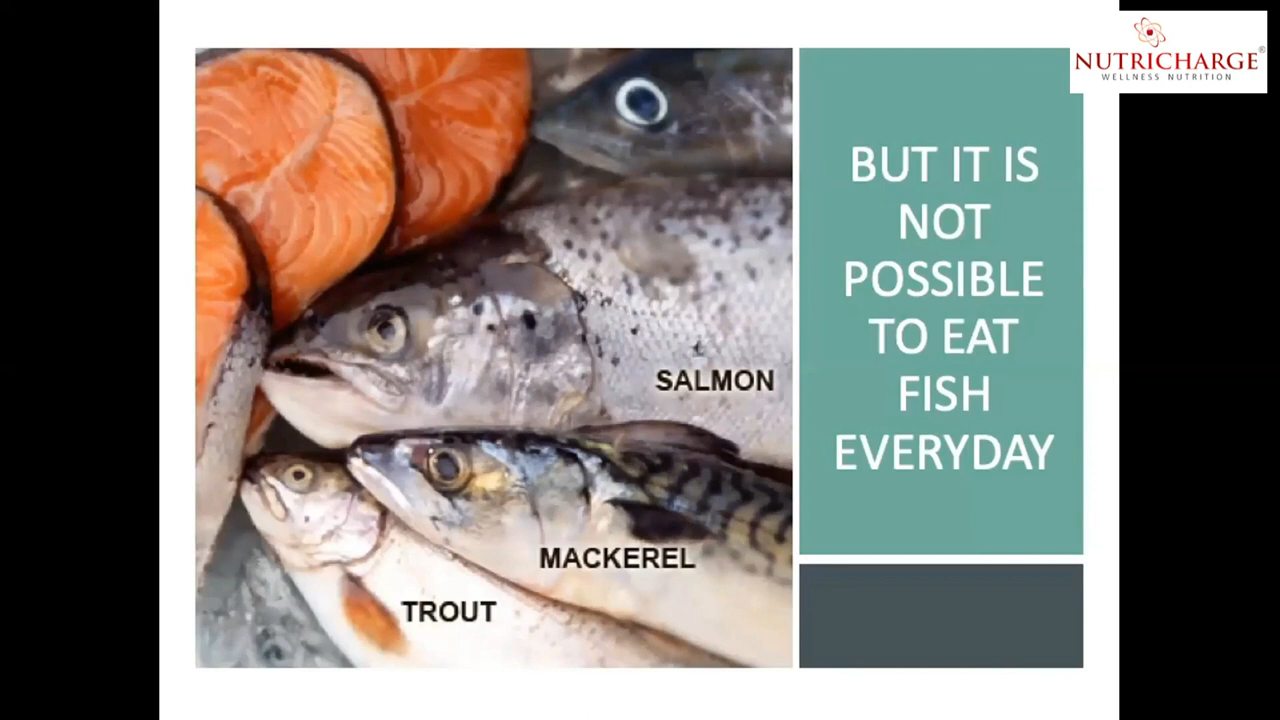 NUTRICHARGE®
WELLNESS NUTRITION
BUT IT IS
NOT
POSSIBLE
TO EAT
FISH
EVERYDAY
SALMON
MACKEREL
TROUT